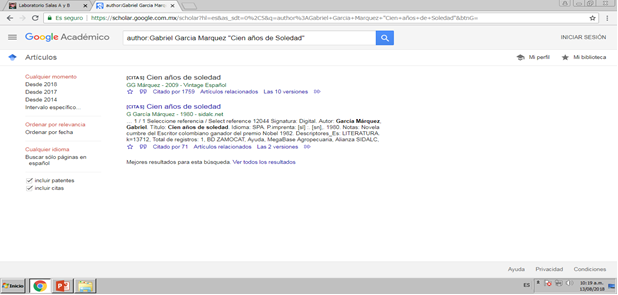 Laboratorio Salas A y B
author:Gabriel Garcia Marqu
Es seguro
https://scholar.google.com.mx/scholar?hl=es&as_sdt=0%2C5&q=author%3AGabriel+Garcia+Marquez+"Cien+años+de+Soledad"&btnG=
Google Académico
author:Gabriel Garcia Marquez "Cien años de Soledad"
INICIAR SESIÓN
Artículos
Mi perfil
Mi biblioteca
Cualquier momento
Desde 2018
Desde 2017
Desde 2014
Intervalo específico...
Ordenar por relevancia
Ordenar por fecha
Cualquier idioma
Buscar sólo páginas en
español
incluir patentes
incluir citas
[CITAS] Cien años de soledad
GG Márquez - 2009 - Vintage Español
Citado por 1759 Artículos relacionados Las 10 versiones
[CITAS] Cien años de soledad
G García Márquez - 1980 - sidalc.net
... 1 / 1 Seleccione referencia / Select reference 12044 Signatura: Digital. Autor: García Márquez,
Gabriel. Título: Cien años de soledad. Idioma: SPA. P.imprenta: [sl] ; [sn],. 1980. Notas: Novela
cumbre del Escritor colombiano ganador del premio Nobel 1982. Descriptores_Es: LITERATURA,
k=13712, Total de registros: 1. BD ZAMOCAT, Ayuda, MegaBase Agropecuaria, Alianza SIDALC,
Citado por 71 Artículos relacionados Las 2 versiones
Mejores resultados para esta búsqueda. Ver todos los resultados
Ayuda
Privacidad
Condiciones
Inicio
ES
10:19 a.m.
13/08/2018